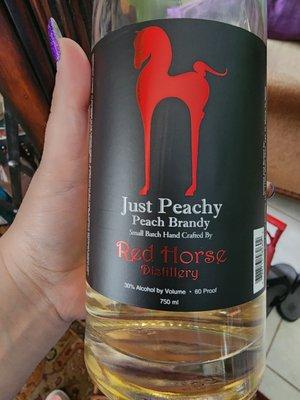 Just Peachy
Peach Brandy
Small Batch Hand Crafted By
Red Horse
Distillery
30% Alcohol by Volume • 60 Proof
750 ml